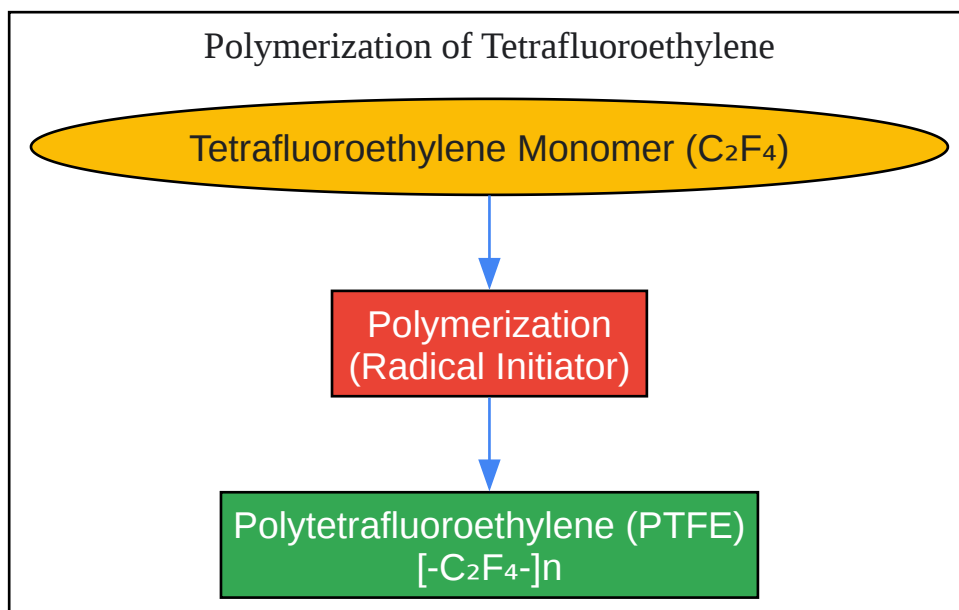 Polymerization of Tetrafluoroethylene
Tetrafluoroethylene Monomer (C₂F₄)
Polymerization
(Radical Initiator)
Polytetrafluoroethylene (PTFE)
[-C₂F₄-]n